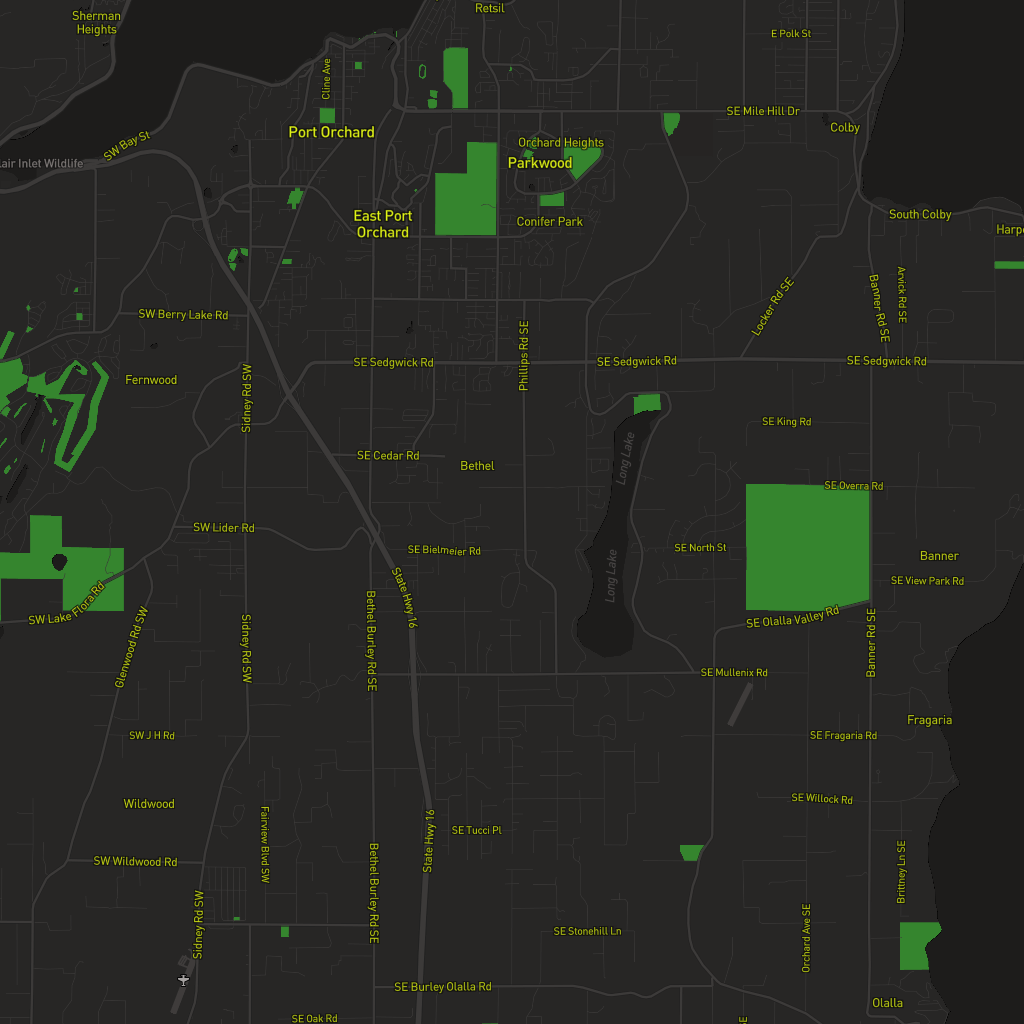 Retsil
Sherman
Heights
E Polk St
Cline Ave
SE Mile Hill Dr
Port Orchard
Colby
SW Bay St
Orchard Heights
Parkwood
lair Inlet Wildlife
South Colby
East Port
Orchard
Conifer Park
Harpe
Arvick Rd SE
Banner Rd SE
Locker Rd SE
SW Berry Lake Rd
Phillips Rd SE
SE Sedgwick Rd
SE Sedgwick Rd
SE Sedgwick Rd
Fernwood
Sidney Rd SW
SE King Rd
Long Lake
SE Cedar Rd
Bethel
SE Overra Rd
SW Lider Rd
SE Bielmeier Rd
SE North St
Banner
Long Lake
SE View Park Rd
State Hwy 16
SW Lake Flora Rd
SE Olalla Valley Rd
Glenwood Rd SW
Sidney Rd SW
Bethel Burley Rd SE
Banner Rd SE
SE Mullenix Rd
Fragaria
SW J H Rd
SE Fragaria Rd
Wildwood
SE Willock Rd
Fairview Blvd SW
State Hwy 16
SE Tucci Pl
SW Wildwood Rd
Brittney Ln SE
Bethel Burley Rd SE
Sidney Rd SW
SE Stonehill Ln
Orchard Ave SE
SE Burley Olalla Rd
Olalla
SE Oak Rd
SE